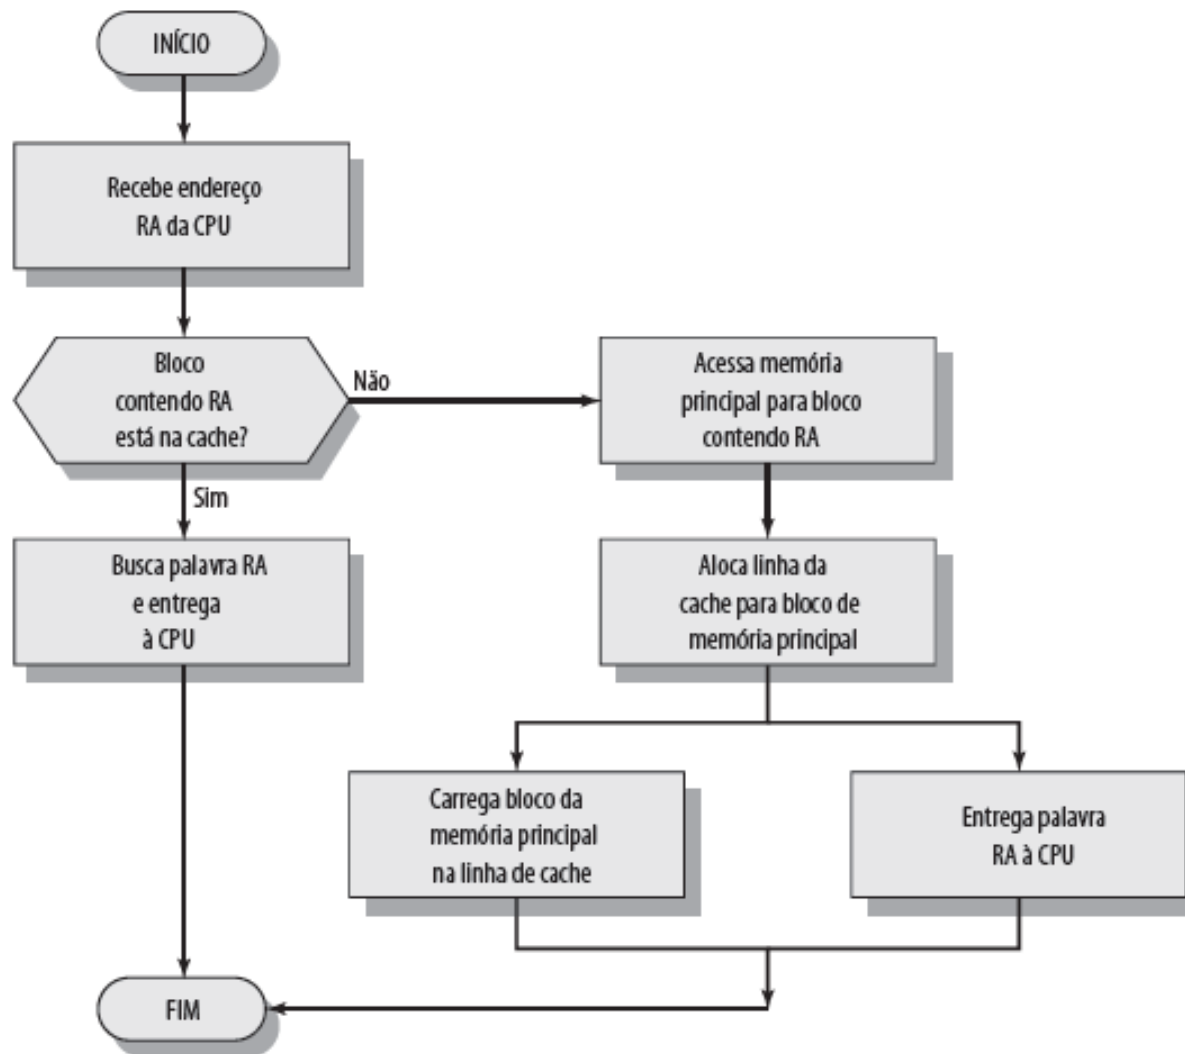 INÍCIO
Recebe endereço
RA da CPU
Bloco
contendo RA
está na cache?
Não
Acessa memória
principal para bloco
contendo RA
Sim
Busca palavra RA
e entrega
à CPU
Aloca linha da
cache para bloco de
memória principal
Carrega bloco da
memória principal
na linha de cache
Entrega palavra
RA à CPU
FIM